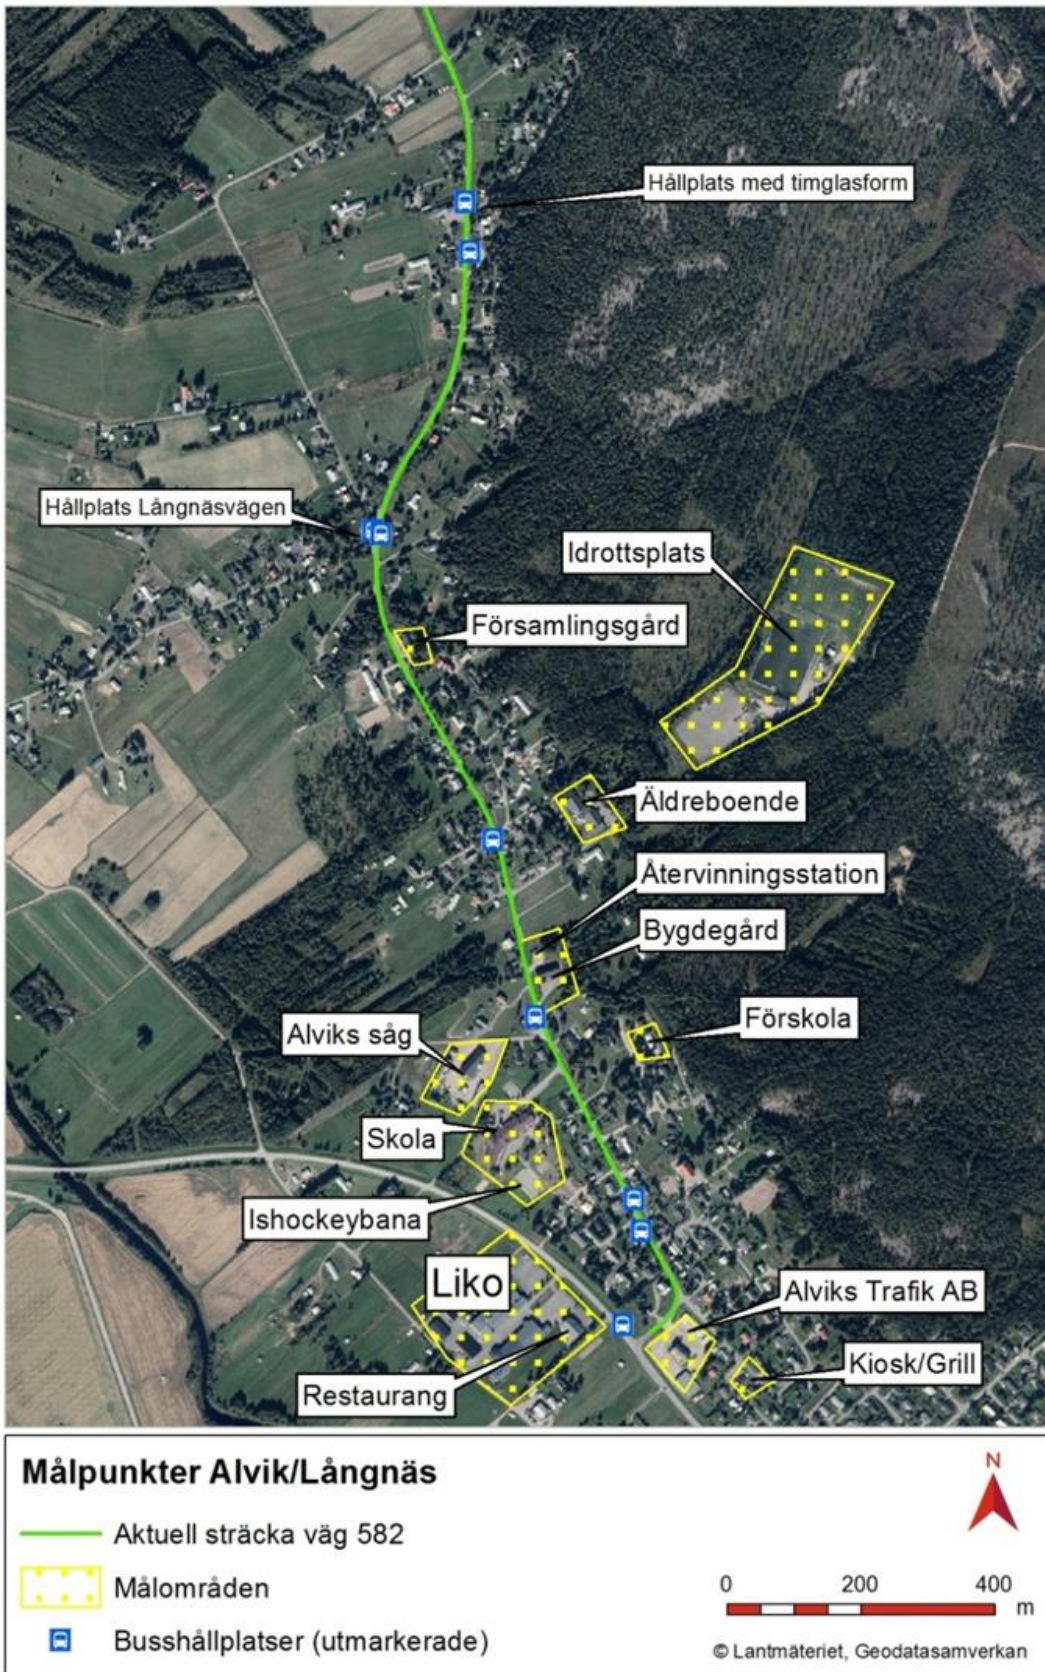 Hållplats med timglasform
Hållplats Långnäsvägen
Idrottsplats
Församlingsgård
Äldreboende
Återvinningsstation
Bygdegård
Förskola
Alviks såg
Skola
Ishockeybana
Liko
Alviks Trafik AB
Kiosk/Grill
Restaurang
Målpunkter Alvik/Långnäs
Aktuell sträcka väg 582
Målområden
Busshållplatser (utmarkerade)
N
0 200 400
m
© Lantmäteriet, Geodatasamverkan